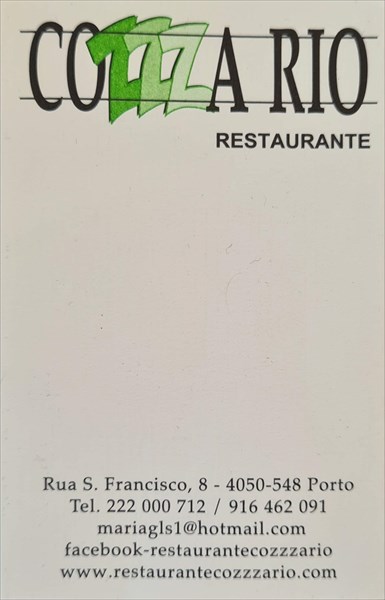 COZZZA RIO
RESTAURANTE
Rua S. Francisco, 8 - 4050-548 Porto
Tel. 222 000 712 / 916 462 091
mariagls1@hotmail.com
facebook-restaurantecozzzario
www.restaurantecozzzario.com